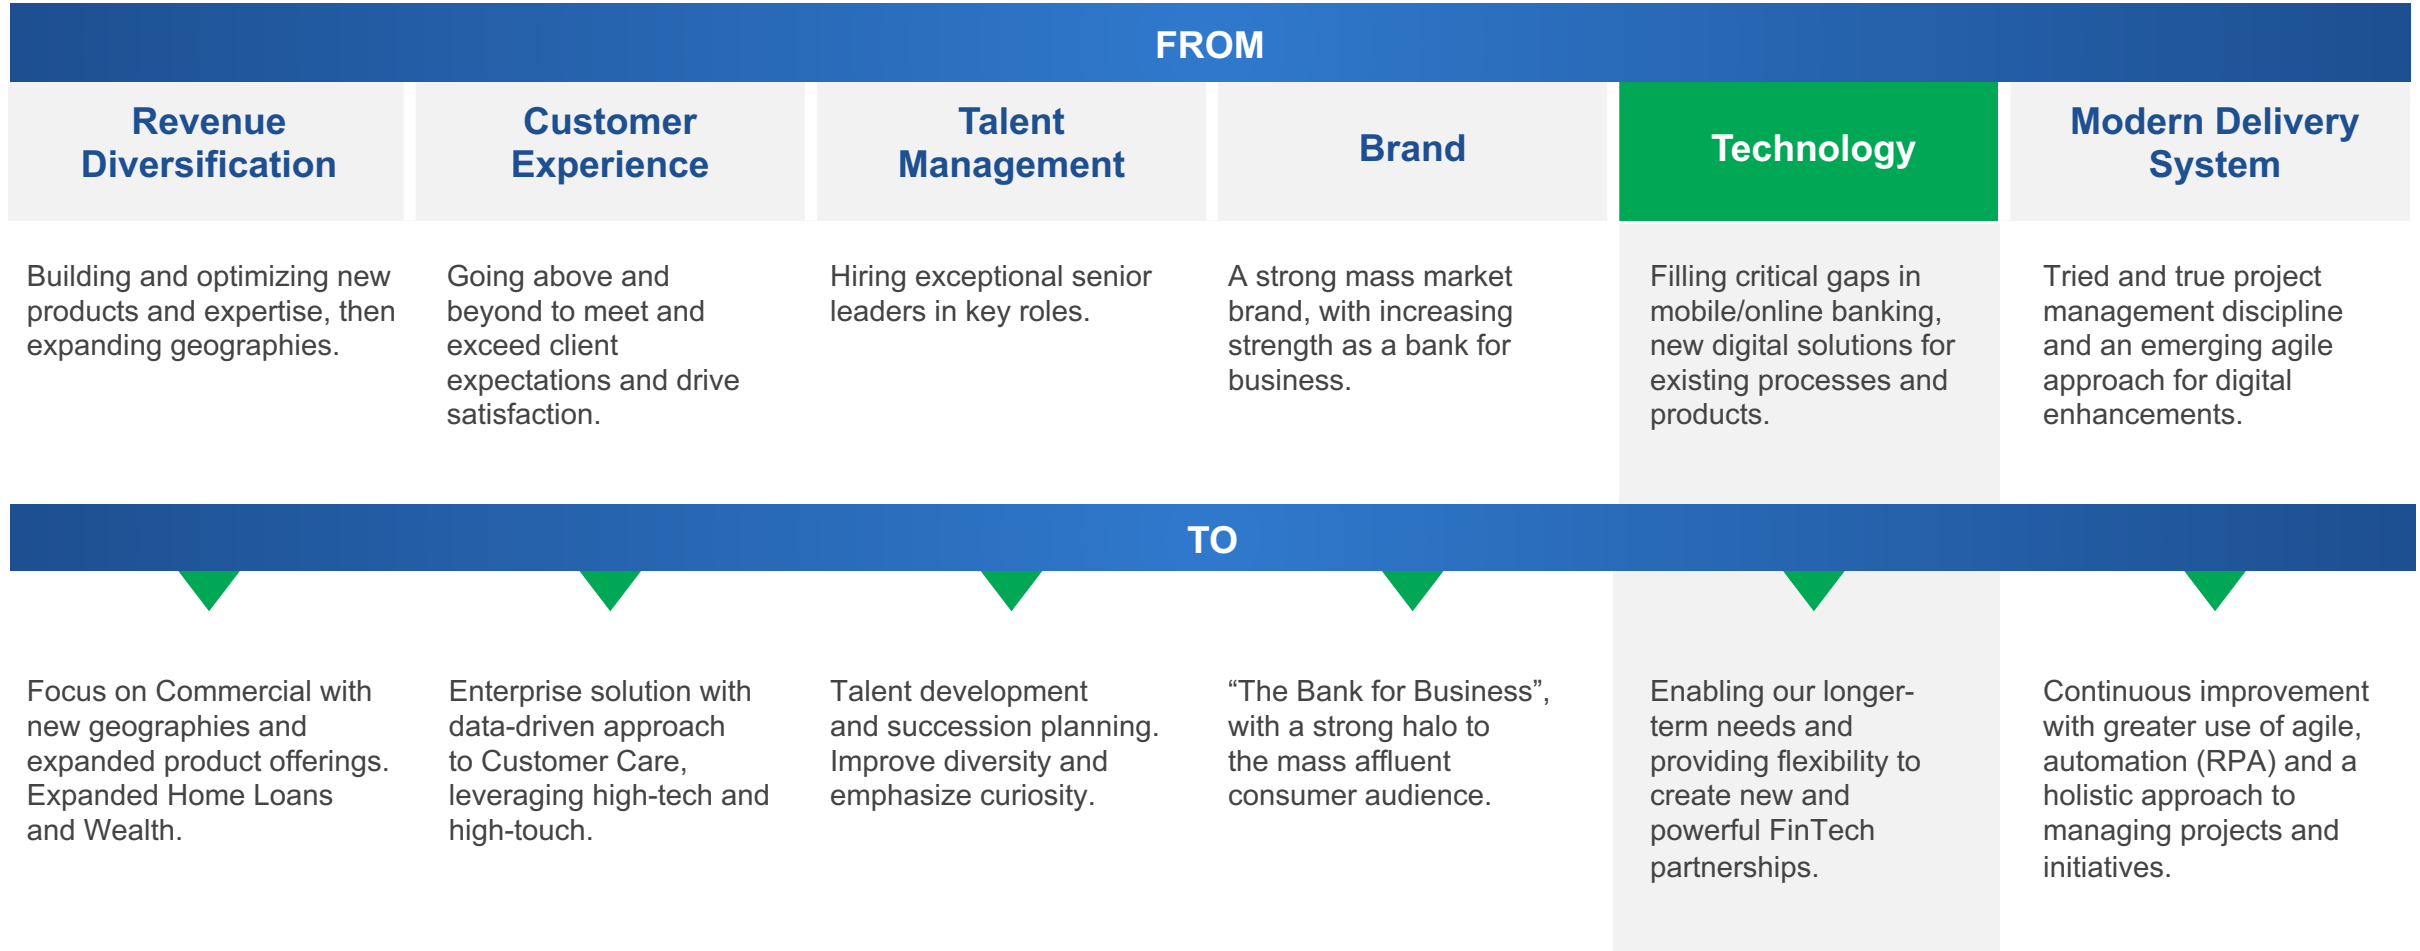 FROM
Revenue
Diversification
Customer
Experience
Talent
Management
Brand
Technology
Modern Delivery
System
Building and optimizing new
products and expertise, then
expanding geographies.
Going above and
beyond to meet and
exceed client
expectations and drive
satisfaction.
Hiring exceptional senior
leaders in key roles.
A strong mass market
brand, with increasing
strength as a bank for
business.
Filling critical gaps in
mobile/online banking,
new digital solutions for
existing processes and
products.
Tried and true project
management discipline
and an emerging agile
approach for digital
enhancements.
TO
Focus on Commercial with
new geographies and
expanded product offerings.
Expanded Home Loans
and Wealth.
Enterprise solution with
data-driven approach
to Customer Care,
leveraging high-tech and
high-touch.
Talent development
and succession planning.
Improve diversity and
emphasize curiosity.
“The Bank for Business”,
with a strong halo to
the mass affluent
consumer audience.
Enabling our longer-
term needs and
providing flexibility to
create new and
powerful FinTech
partnerships.
Continuous improvement
with greater use of agile,
automation (RPA) and a
holistic approach to
managing projects and
initiatives.